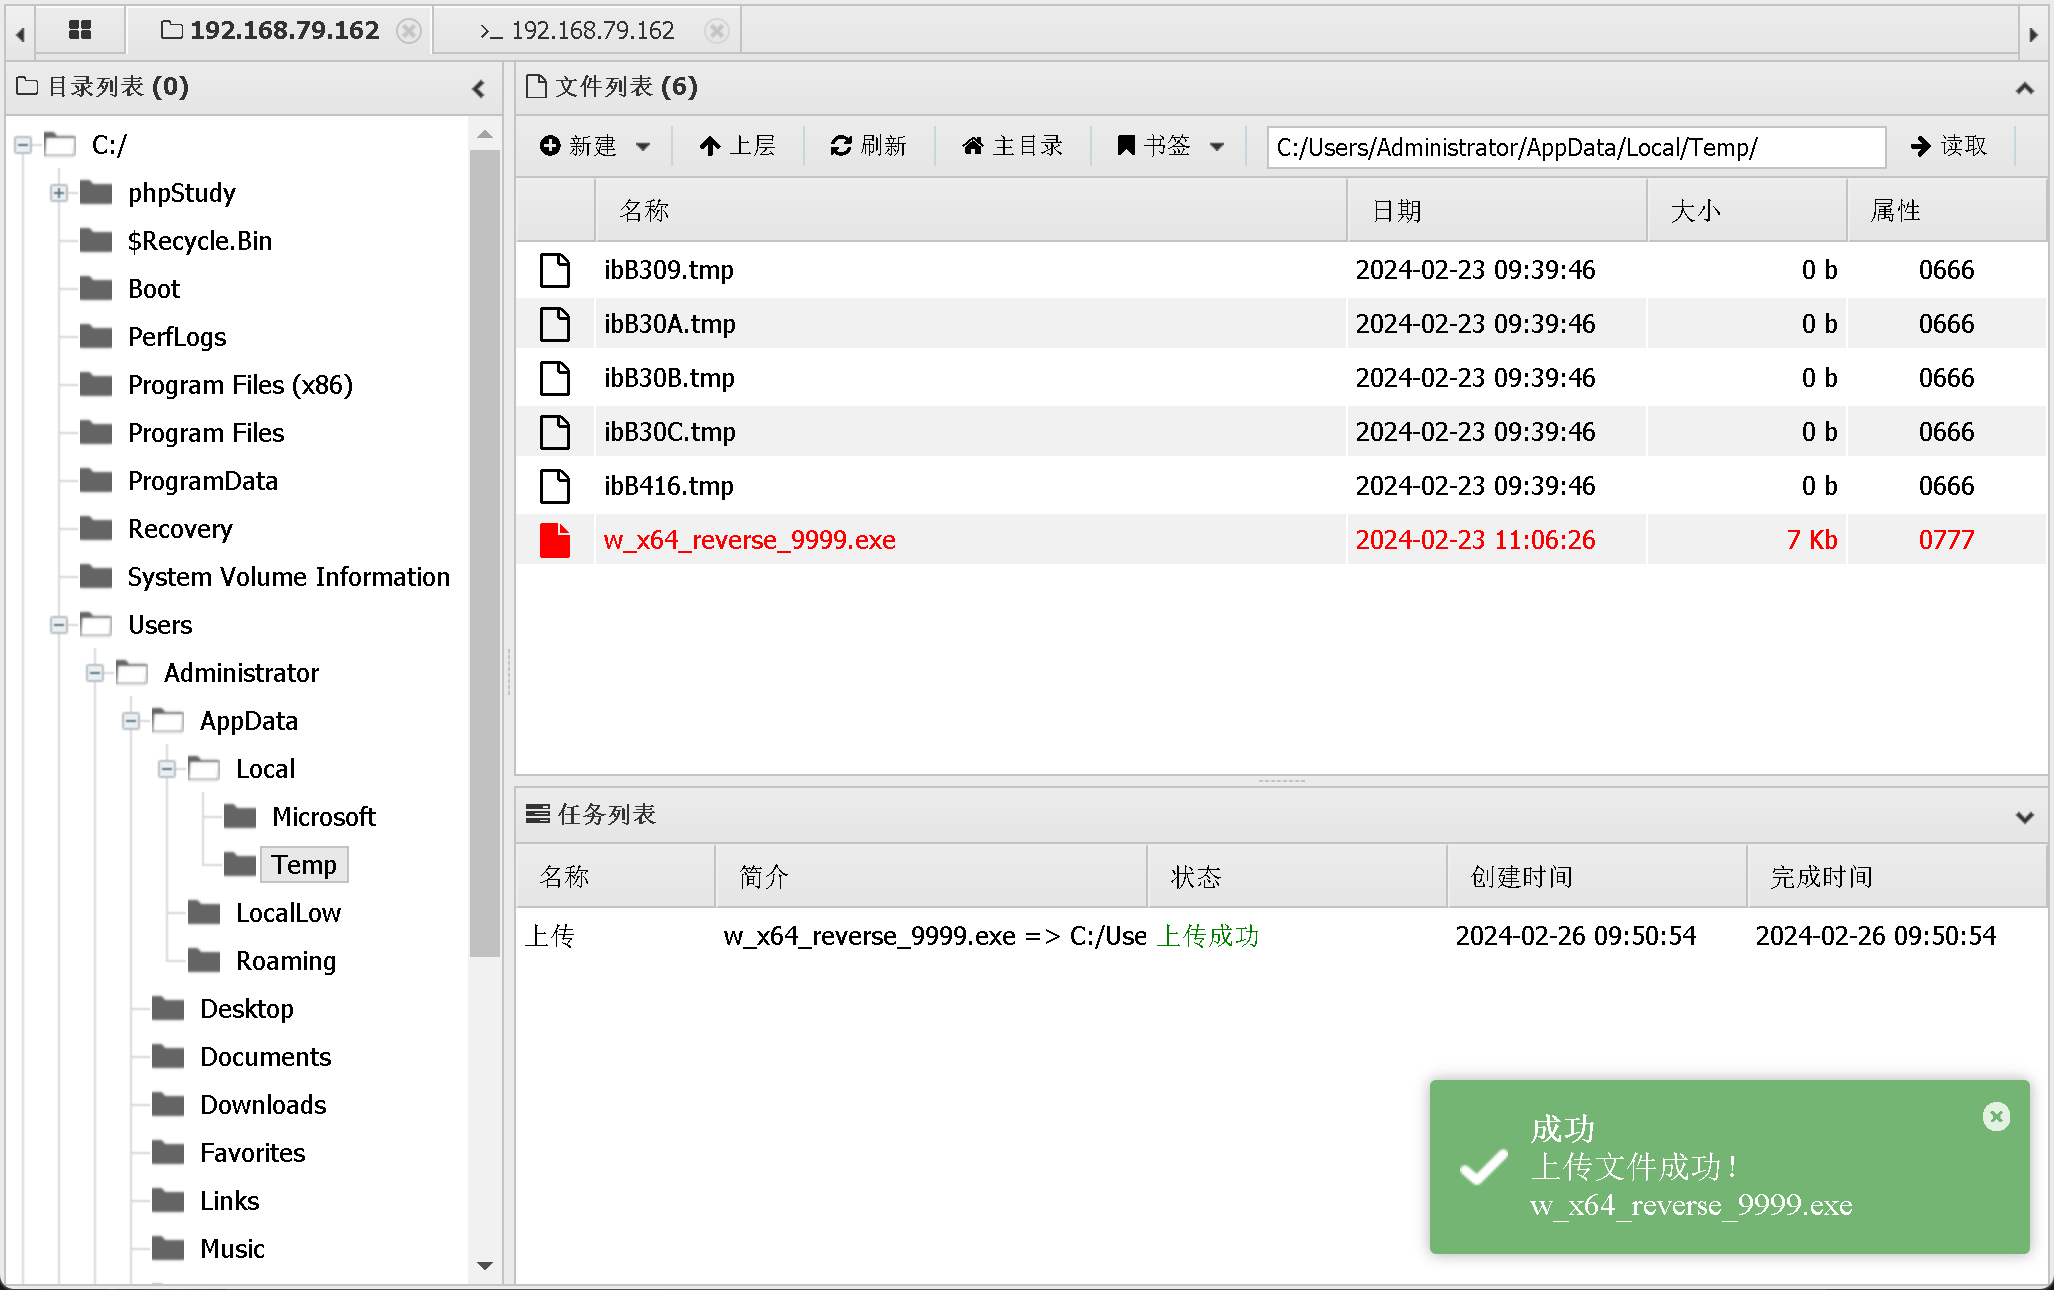 192.168.79.162
>_ 192.168.79.162
目录列表 (0)
C:/
phpStudy
$Recycle.Bin
Boot
PerfLogs
Program Files (x86)
Program Files
ProgramData
Recovery
System Volume Information
Users
Administrator
AppData
Local
Microsoft
Temp
LocalLow
Roaming
Desktop
Documents
Downloads
Favorites
Links
Music
文件列表 (6)
新建 上层 刷新 主目录 书签 C:/Users/Administrator/AppData/Local/Temp/ 读取
名称 日期 大小 属性
ibB309.tmp 2024-02-23 09:39:46 0 b 0666
ibB30A.tmp 2024-02-23 09:39:46 0 b 0666
ibB30B.tmp 2024-02-23 09:39:46 0 b 0666
ibB30C.tmp 2024-02-23 09:39:46 0 b 0666
ibB416.tmp 2024-02-23 09:39:46 0 b 0666
w_x64_reverse_9999.exe 2024-02-23 11:06:26 7 Kb 0777
任务列表
名称 简介 状态 创建时间 完成时间
上传 w_x64_reverse_9999.exe => C:/Use 上传成功 2024-02-26 09:50:54 2024-02-26 09:50:54
成功
上传文件成功!
w_x64_reverse_9999.exe